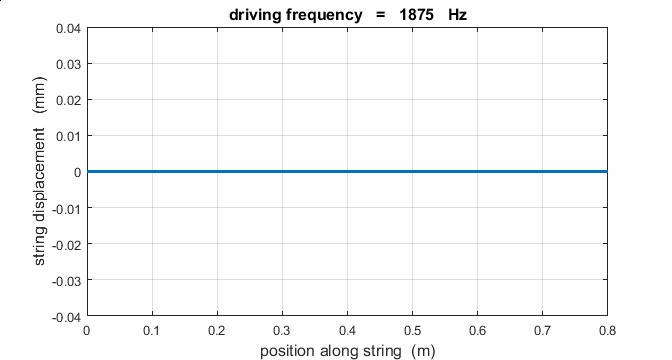 driving frequency = 1875 Hz
0.04
0.03
0.02
0.01
0
-0.01
-0.02
-0.03
-0.04
string displacement (mm)
0 0.1 0.2 0.3 0.4 0.5 0.6 0.7 0.8
position along string (m)